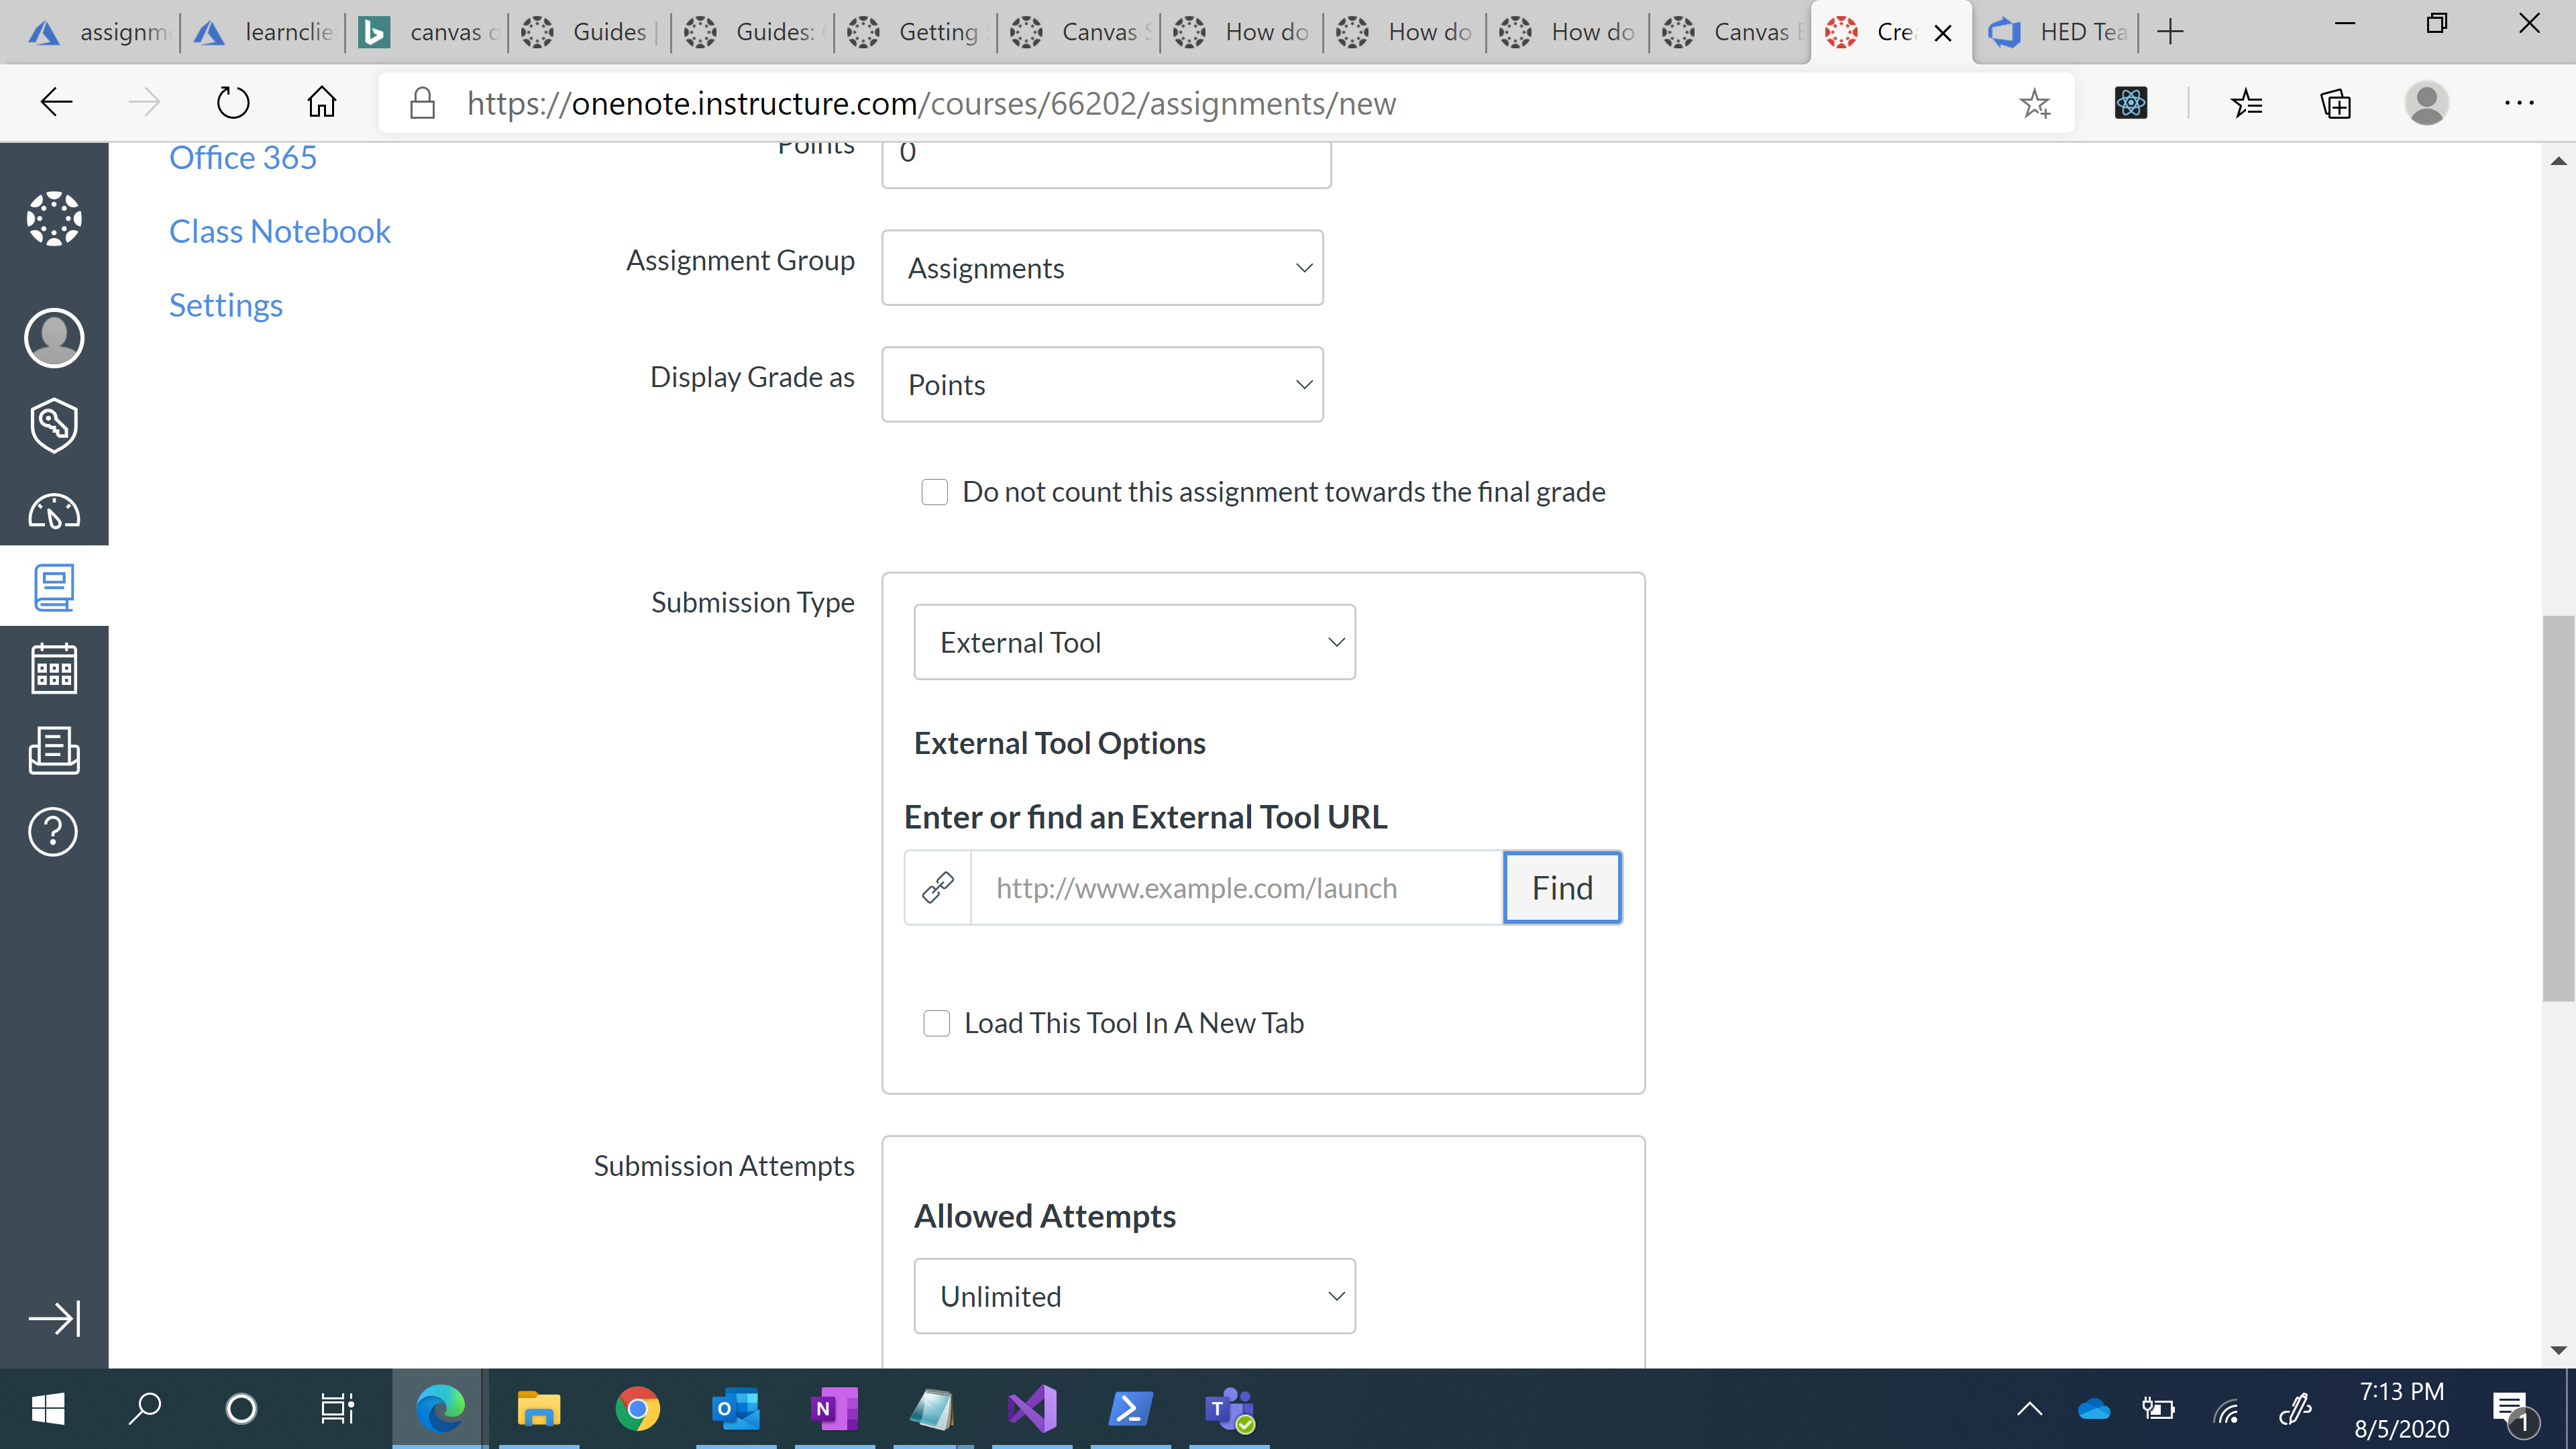 assignm
learnclie
canvas d
Guides |
Guides:
Getting
Canvas S
How do
How do
How do
Canvas
Cre
HED Tea
https://onenote.instructure.com/courses/66202/assignments/new
Office 365
Class Notebook
Settings
Points
0
Assignment Group
Assignments
Display Grade as
Points
Do not count this assignment towards the final grade
Submission Type
External Tool
External Tool Options
Enter or find an External Tool URL
http://www.example.com/launch
Find
Load This Tool In A New Tab
Submission Attempts
Allowed Attempts
Unlimited
7:13 PM
8/5/2020
1